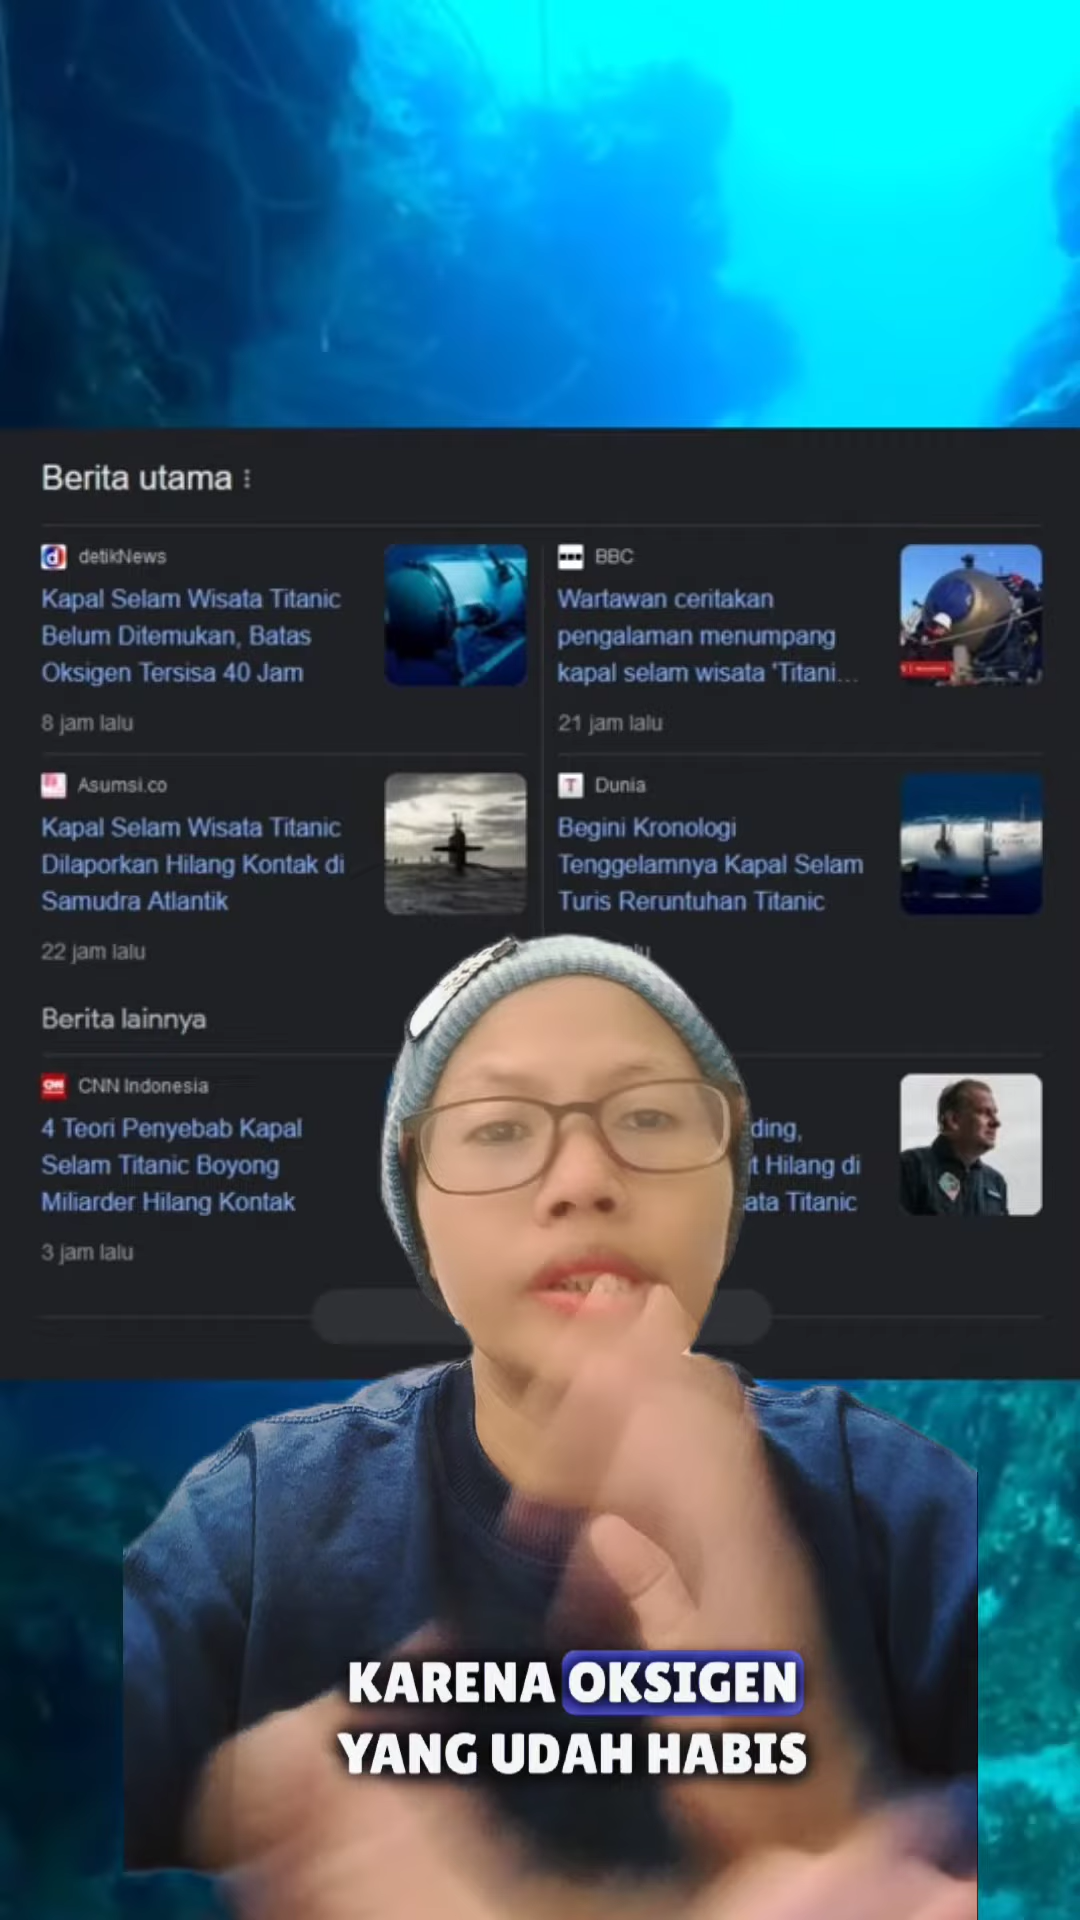 Berita utama
detikNews
Kapal Selam Wisata Titanic
Belum Ditemukan, Batas
Oksigen Tersisa 40 Jam
8 jam lalu
BBC
Wartawan ceritakan
pengalaman menumpang
kapal selam wisata 'Titani...
21 jam lalu
Asumsi.co
Kapal Selam Wisata Titanic
Dilaporkan Hilang Kontak di
Samudra Atlantik
22 jam lalu
Dunia
Begini Kronologi
Tenggelamnya Kapal Selam
Turis Reruntuhan Titanic
Berita lainnya
CNN Indonesia
4 Teori Penyebab Kapal
Selam Titanic Boyong
Miliarder Hilang Kontak
3 jam lalu
Hilang di
Titanic
KARENA OKSIGEN
YANG UDAH HABIS